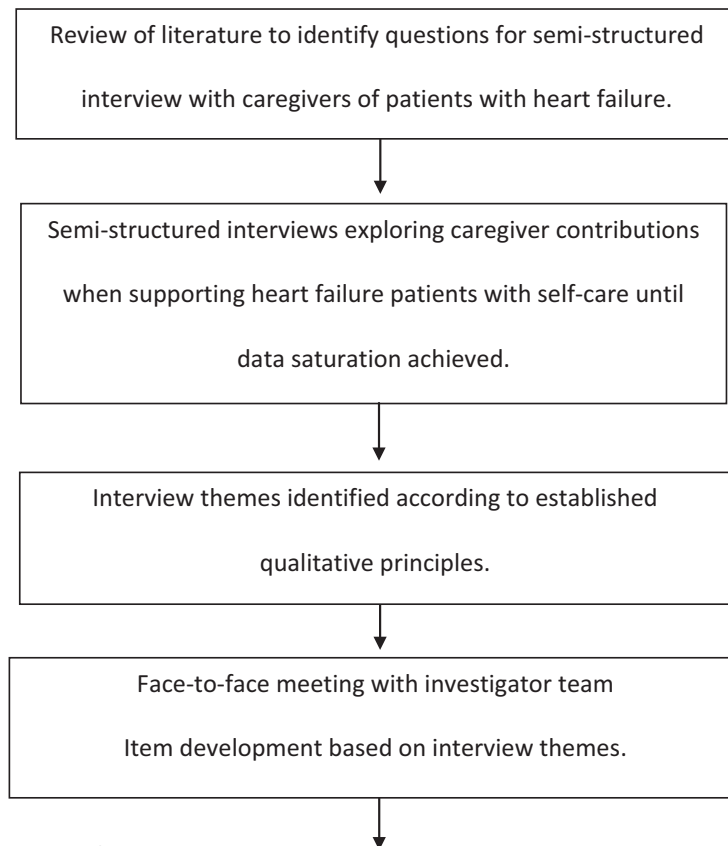 Review of literature to identify questions for semi-structured
interview with caregivers of patients with heart failure.
Semi-structured interviews exploring caregiver contributions
when supporting heart failure patients with self-care until
data saturation achieved.
Interview themes identified according to established
qualitative principles.
Face-to-face meeting with investigator team
Item development based on interview themes.